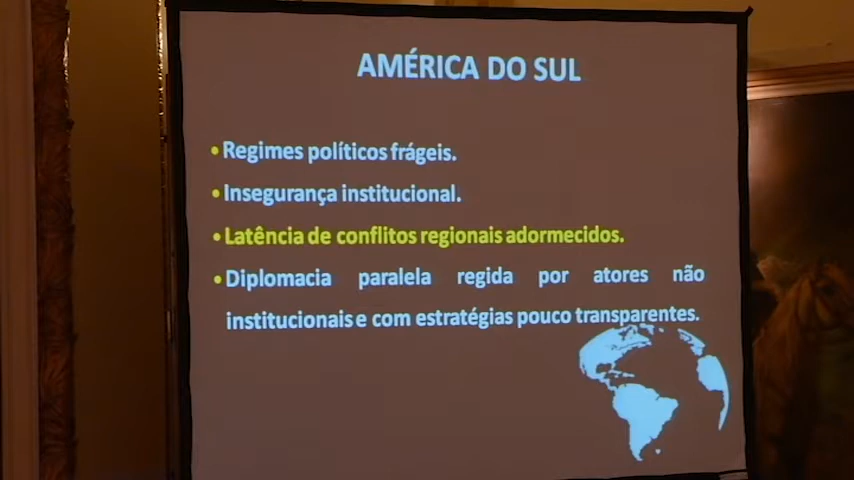 AMÉRICA DO SUL
• Regimes políticos frágeis.
• Insegurança institucional.
• Latência de conflitos regionais adormecidos.
• Diplomacia paralela regida por atores não
institucionais e com estratégias pouco transparentes.